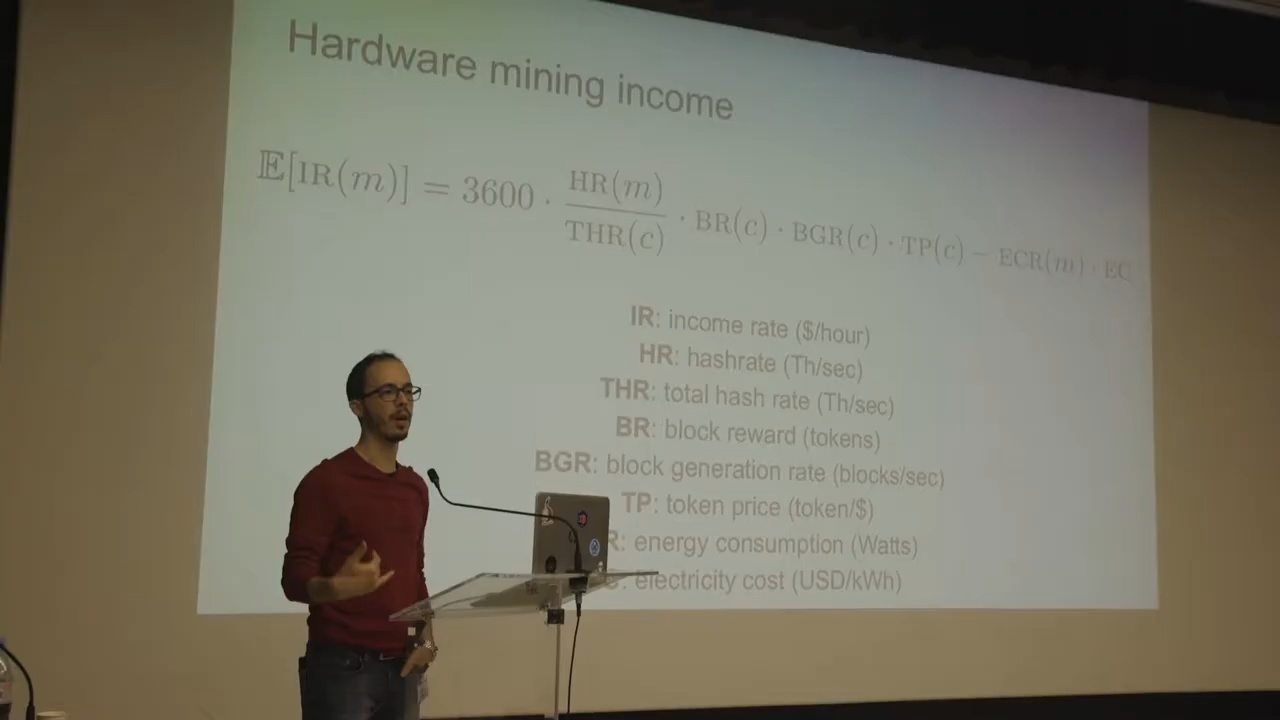 Hardware mining income
𝔼[IR(m)] = 3600 · HR(m) / THR(c) · BR(c) · BGR(c) · TP(c) − ECR(m) · EC
IR: income rate ($/hour)
HR: hashrate (Th/sec)
THR: total hash rate (Th/sec)
BR: block reward (tokens)
BGR: block generation rate (blocks/sec)
TP: token price (token/$)
R: energy consumption (Watts)
: electricity cost (USD/kWh)